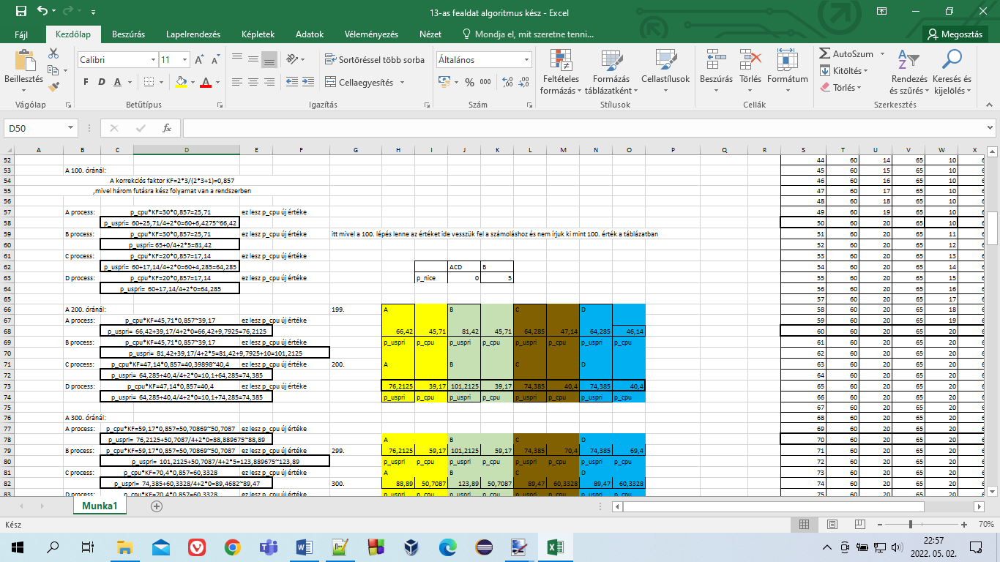 13-as fealdat algoritmus kész - Excel
Fájl Kezdőlap Beszúrás Lapelrendezés Képletek Adatok Véleményezés Nézet Mondja el, mit szeretne tenni... Megosztás
Beillesztés
Vágólap
Calibri 11
F D A
Betűtípus
Sortöréssel több sorba
Cellaegyesítés
Igazítás
Általános
% 000
Szám
Feltételes formázás
Formázás táblázatként
Cellastílusok
Stílusok
Beszúrás Törlés Formátum
Cellák
AutoSzum
Kitöltés
Törlés
Rendezés és szűrés
Keresés és kijelölés
Szerkesztés
D50 fx
A B C D E F G H I J K L M N O P Q R S T U V W X
52 44 60 14 65 10 6
53 A 100. óránál: 45 60 15 65 10 6
54 A korrekciós faktor KF=2*3/(2*3+1)=0,857 46 60 16 65 10 6
55 ,mivel három futásra kész folyamat van a rendszerben 47 60 17 65 10 6
56 48 60 18 65 10 6
57 A process: p_cpu*KF=30*0,857=25,71 ez lesz p_cpu új értéke 49 60 19 65 10 6
58 p_uspri= 60+25,71/4+2*0=60+6,4275~66,42 50 60 20 65 10 6
59 B process: p_cpu*KF=30*0,857=25,71 ez lesz p_cpu új értéke itt mivel a 100. lépés lenne az értéket ide vesszük fel a számoláshoz és nem írjuk ki mint 100. érték a táblázatban 51 60 20 65 11 6
60 p_uspri= 65+0/4+2*5=81,42 52 60 20 65 12 6
61 C process: p_cpu*KF=20*0,857=17,14 ez lesz p_cpu új értéke 53 60 20 65 13 6
62 p_uspri= 60+17,14/4+2*0=60+4,285=64,285 ACD B 54 60 20 65 14 6
63 D process: p_cpu*KF=20*0,857=17,14 ez lesz p_cpu új értéke p_nice 0 5 55 60 20 65 15 6
64 p_uspri= 60+17,14/4+2*0=64,285 56 60 20 65 16 6
65 57 60 20 65 17 6
66 A 200. óránál: 199. A B C D 58 60 20 65 18 6
67 A process: p_cpu*KF=45,71*0,857~39,17 ez lesz p_cpu új értéke 59 60 20 65 19 6
68 p_uspri= 66,42+39,17/4+2*0=66,42+9,7925=76,2125 66,42 45,71 81,42 45,71 64,285 47,14 64,285 46,14 60 60 20 65 20 6
69 B process: p_cpu*KF=45,71*0,857~39,17 ez lesz p_cpu új értéke p_uspri p_cpu p_uspri p_cpu p_uspri p_cpu p_uspri p_cpu 61 60 20 65 20 6
70 p_uspri= 81,42+39,17/4+2*5=81,42+9,7925+10=101,2125 62 60 20 65 20 6
71 C process: p_cpu*KF=47,14*0,857=40,39898~40,4 ez lesz p_cpu új értéke 200. A B C D 63 60 20 65 20 6
72 p_uspri= 64,285+40,4/4+2*0=10,1+64,285=74,385 64 60 20 65 20 6
73 D process: p_cpu*KF=47,14*0,857=40,4 ez lesz p_cpu új értéke 76,2125 39,17 101,2125 39,17 74,385 40,4 74,385 40,4 65 60 20 65 20 6
74 p_uspri= 64,285+40,4/4+2*0=10,1+74,285=74,385 p_uspri p_cpu p_uspri p_cpu p_uspri p_cpu p_uspri p_cpu 66 60 20 65 20 6
75 67 60 20 65 20 6
76 A 300. óránál: 68 60 20 65 20 6
77 A process: p_cpu*KF=59,17*0,857=50,70869~50,7087 ez lesz p_cpu új értéke 69 60 20 65 20 6
78 p_uspri= 76,2125+50,7087/4+2*0=88,889675~88,89 A B C D 70 60 20 65 20 6
79 B process: p_cpu*KF=59,17*0,857=50,70869~50,7087 ez lesz p_cpu új értéke 299. 76,2125 59,17 101,2125 59,17 74,385 70,4 74,385 69,4 71 60 20 65 20 6
80 p_uspri= 101,2125+50,7087/4+2*5=123,889675~123,89 p_uspri p_cpu p_uspri p_cpu p_uspri p_cpu p_uspri p_cpu 72 60 20 65 20 6
81 C process: p_cpu*KF=70,4*0,857=60,3328 ez lesz p_cpu új értéke A B C D 73 60 20 65 20 6
82 p_uspri= 74,385+60,3328/4+2*0=89,4682~89,47 300. 88,89 50,7087 123,89 50,7087 89,47 60,3328 89,47 60,3328 74 60 20 65 20 6
83 D process: p_cpu*KF=70,4*0,857=60,3328 ez lesz p_cpu új értéke p_uspri p_cpu p_uspri p_cpu p_uspri p_cpu p_uspri p_cpu 75 60 20 65 20 6
Munka1
Kész 70%
22:57
2022. 05. 02.